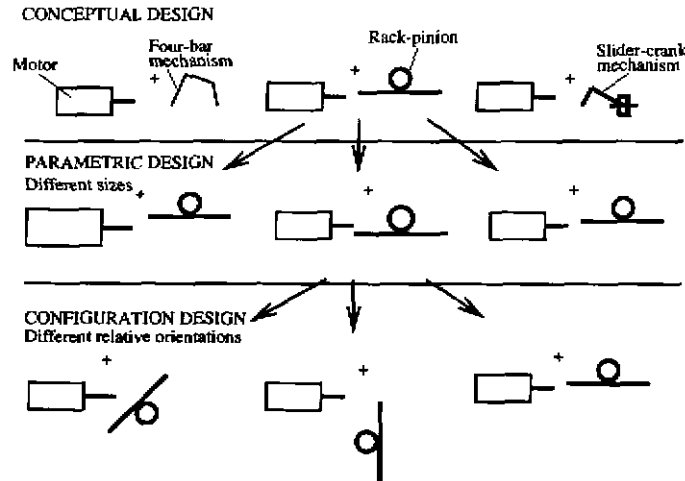 CONCEPTUAL DESIGN
Motor
Four-bar
mechanism
Rack-pinion
Slider-crank
mechanism
+
+
+
PARAMETRIC DESIGN
Different sizes
+
+
+
CONFIGURATION DESIGN
Different relative orientations
+
+
+